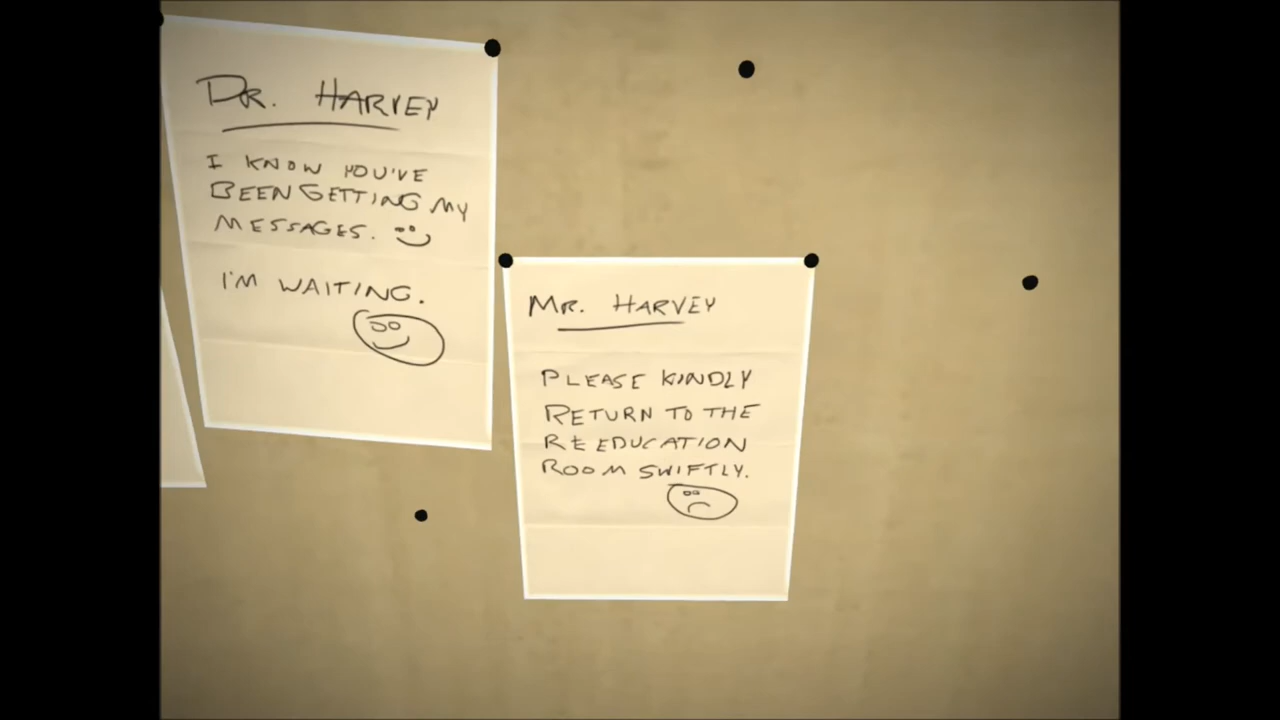 DR. HARVEY
I KNOW YOU'VE
BEEN GETTING MY
MESSAGES.
I'M WAITING.
MR. HARVEY
PLEASE KINDLY
RETURN TO THE
REEDUCATION
ROOM SWIFTLY.